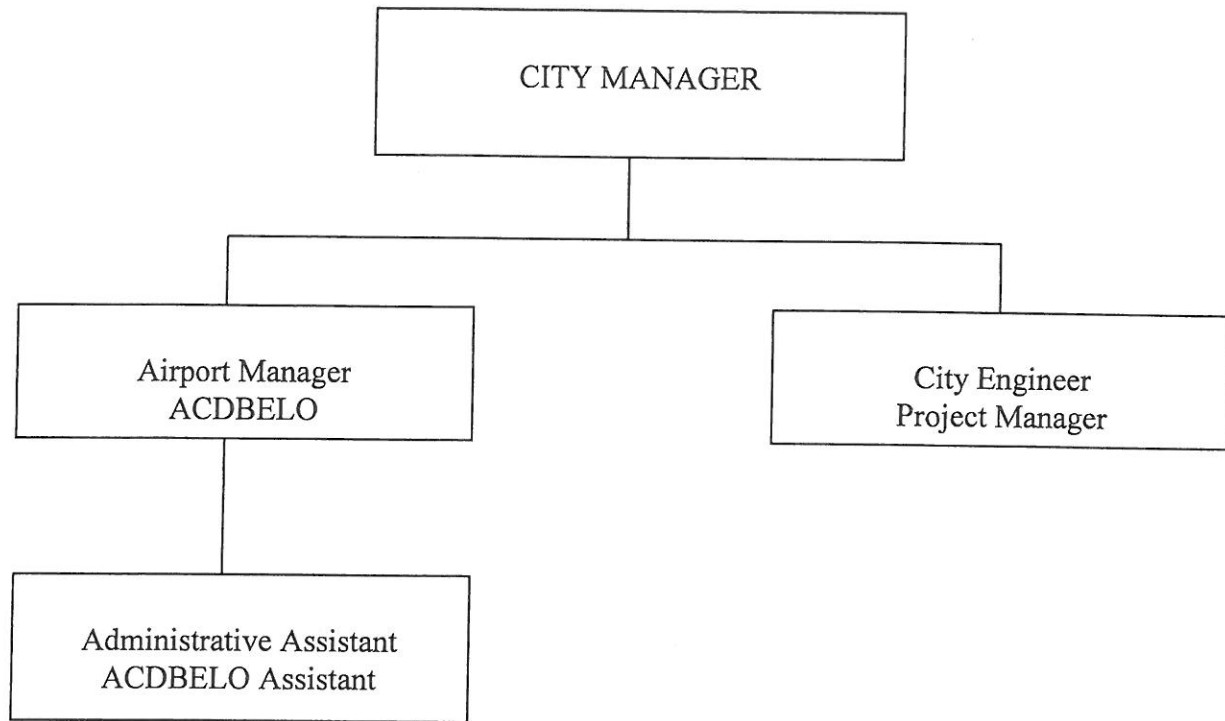 CITY MANAGER
Airport Manager
ACDBELO
City Engineer
Project Manager
Administrative Assistant
ACDBELO Assistant